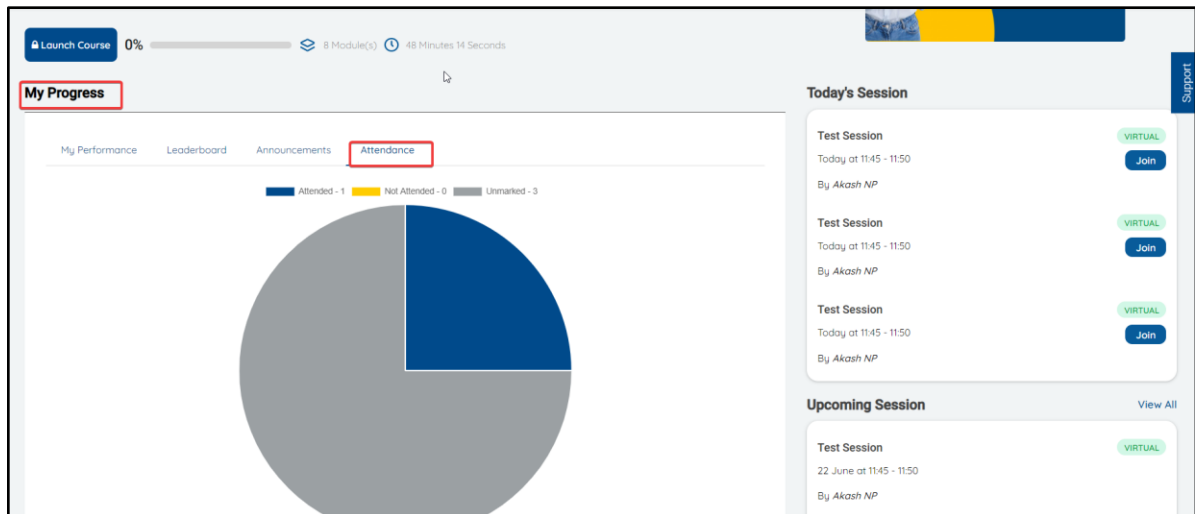 Launch Course 0% 8 Module(s) 48 Minutes 14 Seconds
My Progress
My Performance Leaderboard Announcements Attendance
Attended - 1 Not Attended - 0 Unmarked - 3
Support
Today's Session
Test Session VIRTUAL
Today at 11:45 - 11:50 Join
By Akash NP
Test Session VIRTUAL
Today at 11:45 - 11:50 Join
By Akash NP
Test Session VIRTUAL
Today at 11:45 - 11:50 Join
By Akash NP
Upcoming Session View All
Test Session VIRTUAL
22 June at 11:45 - 11:50
By Akash NP